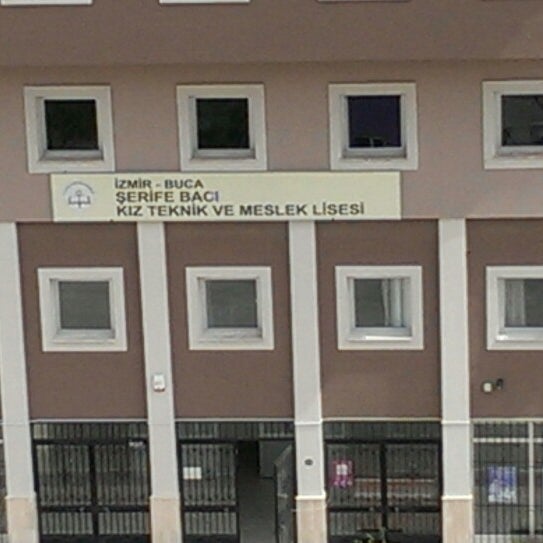 İZMİR - BUCA
ŞERİFE BACI
KIZ TEKNİK VE MESLEK LİSESİ